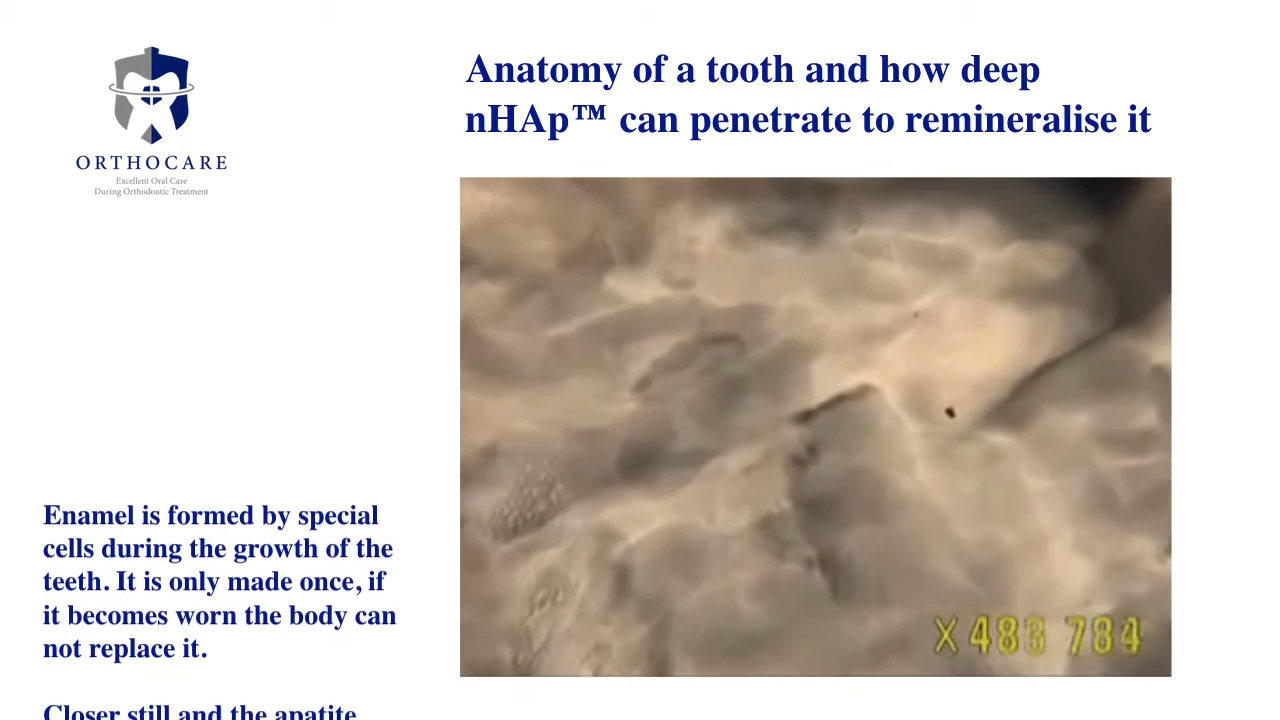 ORTHOCARE
Excellent Oral Care
During Orthodontic Treatment
Anatomy of a tooth and how deep
nHAp™ can penetrate to remineralise it
Enamel is formed by special
cells during the growth of the
teeth. It is only made once, if
it becomes worn the body can
not replace it.
Closer still and the apatite
X 483 784